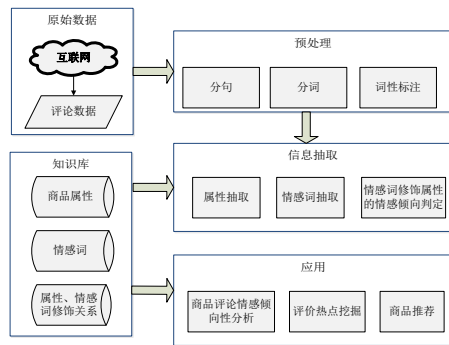 原始数据
互联网
评论数据
预处理
分句
分词
词性标注
知识库
商品属性
情感词
属性、情感
词修饰关系
信息抽取
属性抽取
情感词抽取
情感词修饰属性
的情感倾向判定
应用
商品评论情感倾
向性分析
评价热点挖掘
商品推荐